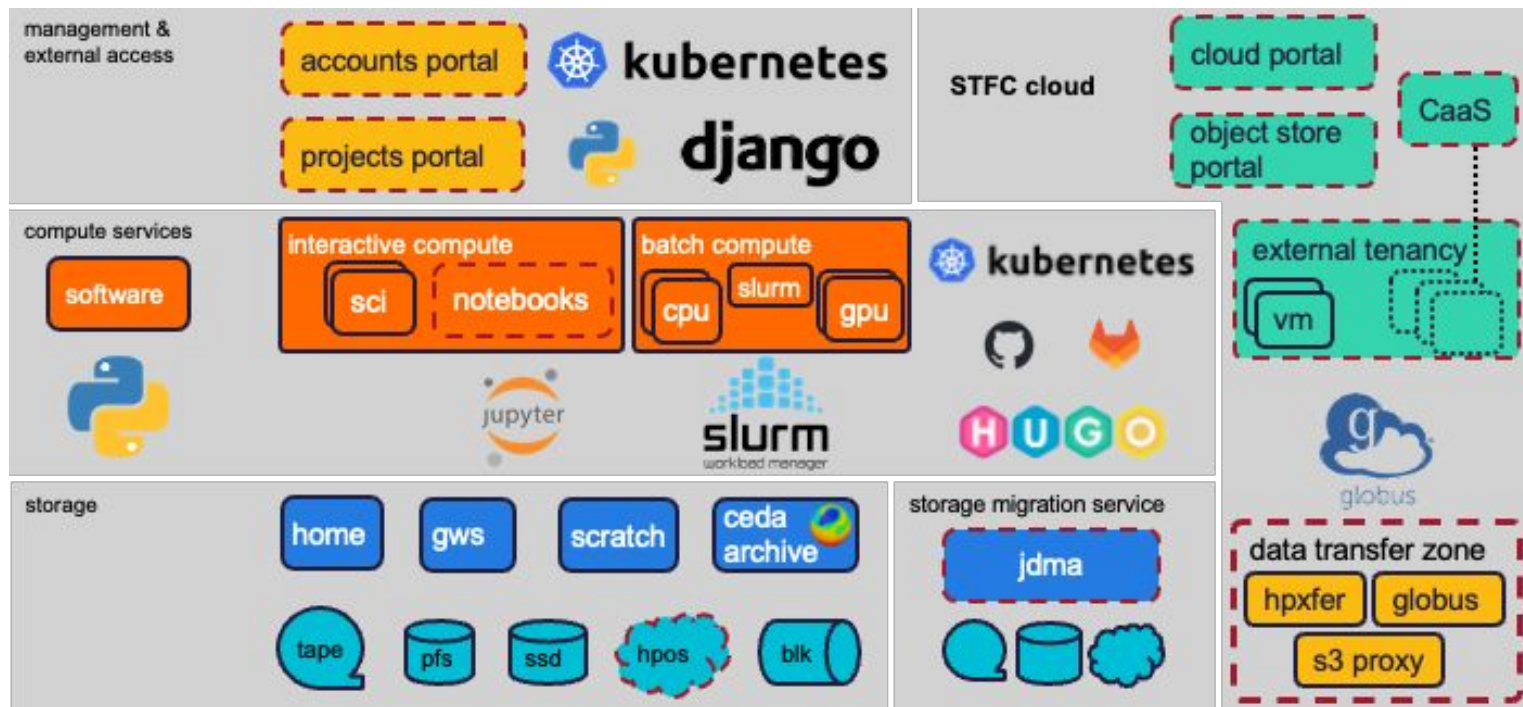 management &
external access
accounts portal
kubernetes
projects portal
django
STFC cloud
cloud portal
object store
portal
CaaS
compute services
software
interactive compute
sci
notebooks
batch compute
cpu
slurm
gpu
kubernetes
jupyter
slurm
workload manager
HUGO
external tenancy
vm
g
globus
storage
home
gws
scratch
ceda
archive
tape
pfs
ssd
hpos
blk
storage migration service
jdma
data transfer zone
hpxfer
globus
s3 proxy